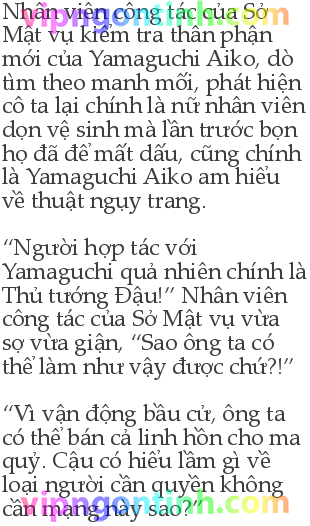 Nhân viên công tác của Sở
Mật vụ kiểm tra thân phận
mới của Yamaguchi Aiko, dò
tìm theo manh mối, phát hiện
cô ta lại chính là nữ nhân viên
dọn vệ sinh mà lần trước bọn
họ đã để mất dấu, cũng chính
là Yamaguchi Aiko am hiểu
về thuật ngụy trang.

“Người hợp tác với
Yamaguchi quả nhiên chính là
Thủ tướng Đậu!” Nhân viên
công tác của Sở Mật vụ vừa
sợ vừa giận, “Sao ông ta có
thể làm như vậy được chứ?!”

“Vì vận động bầu cử, ông ta
có thể bán cả linh hồn cho ma
quỷ. Cậu có hiểu lầm gì về
loại người cần quyền không
cần mạng này sao?”
vipngontinh.com
vipngontinh.com